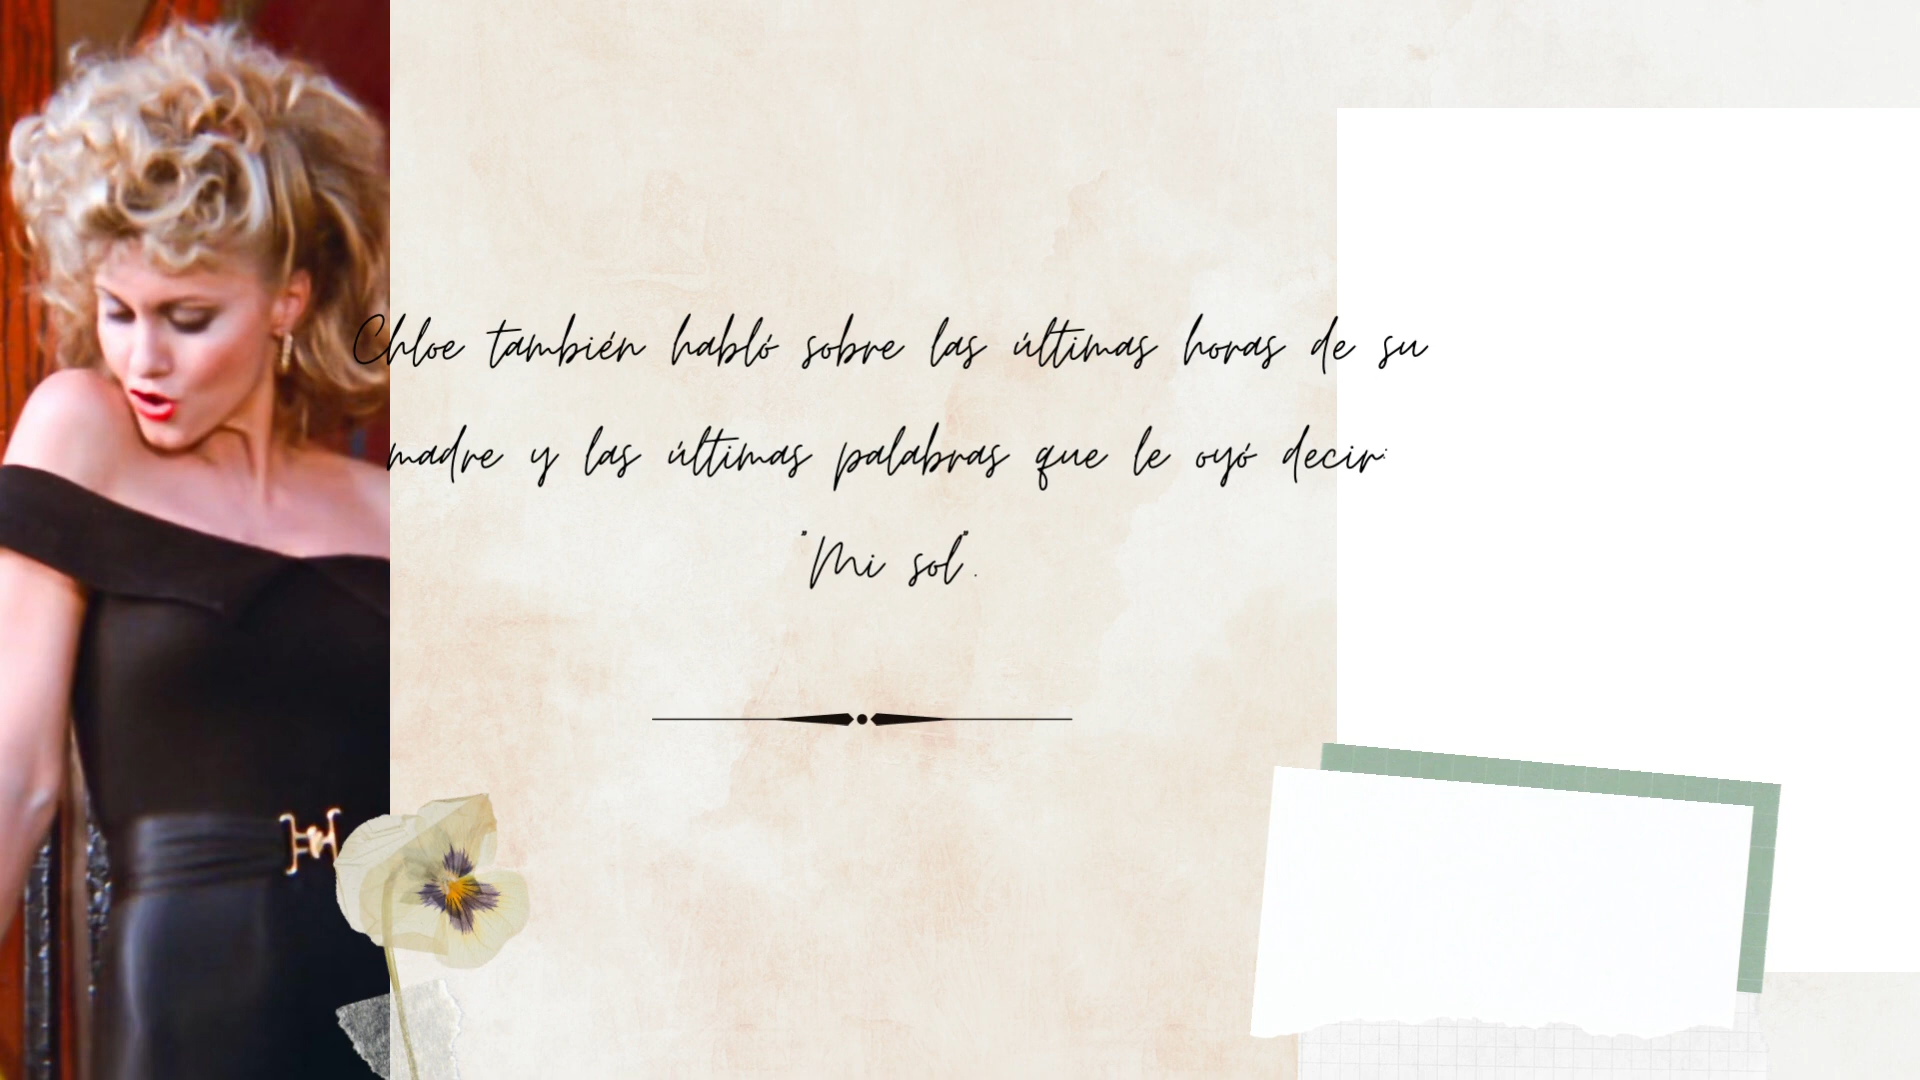 Chloe también habló sobre las últimas horas de su
madre y las últimas palabras que le oyó decir:
"Mi sol".